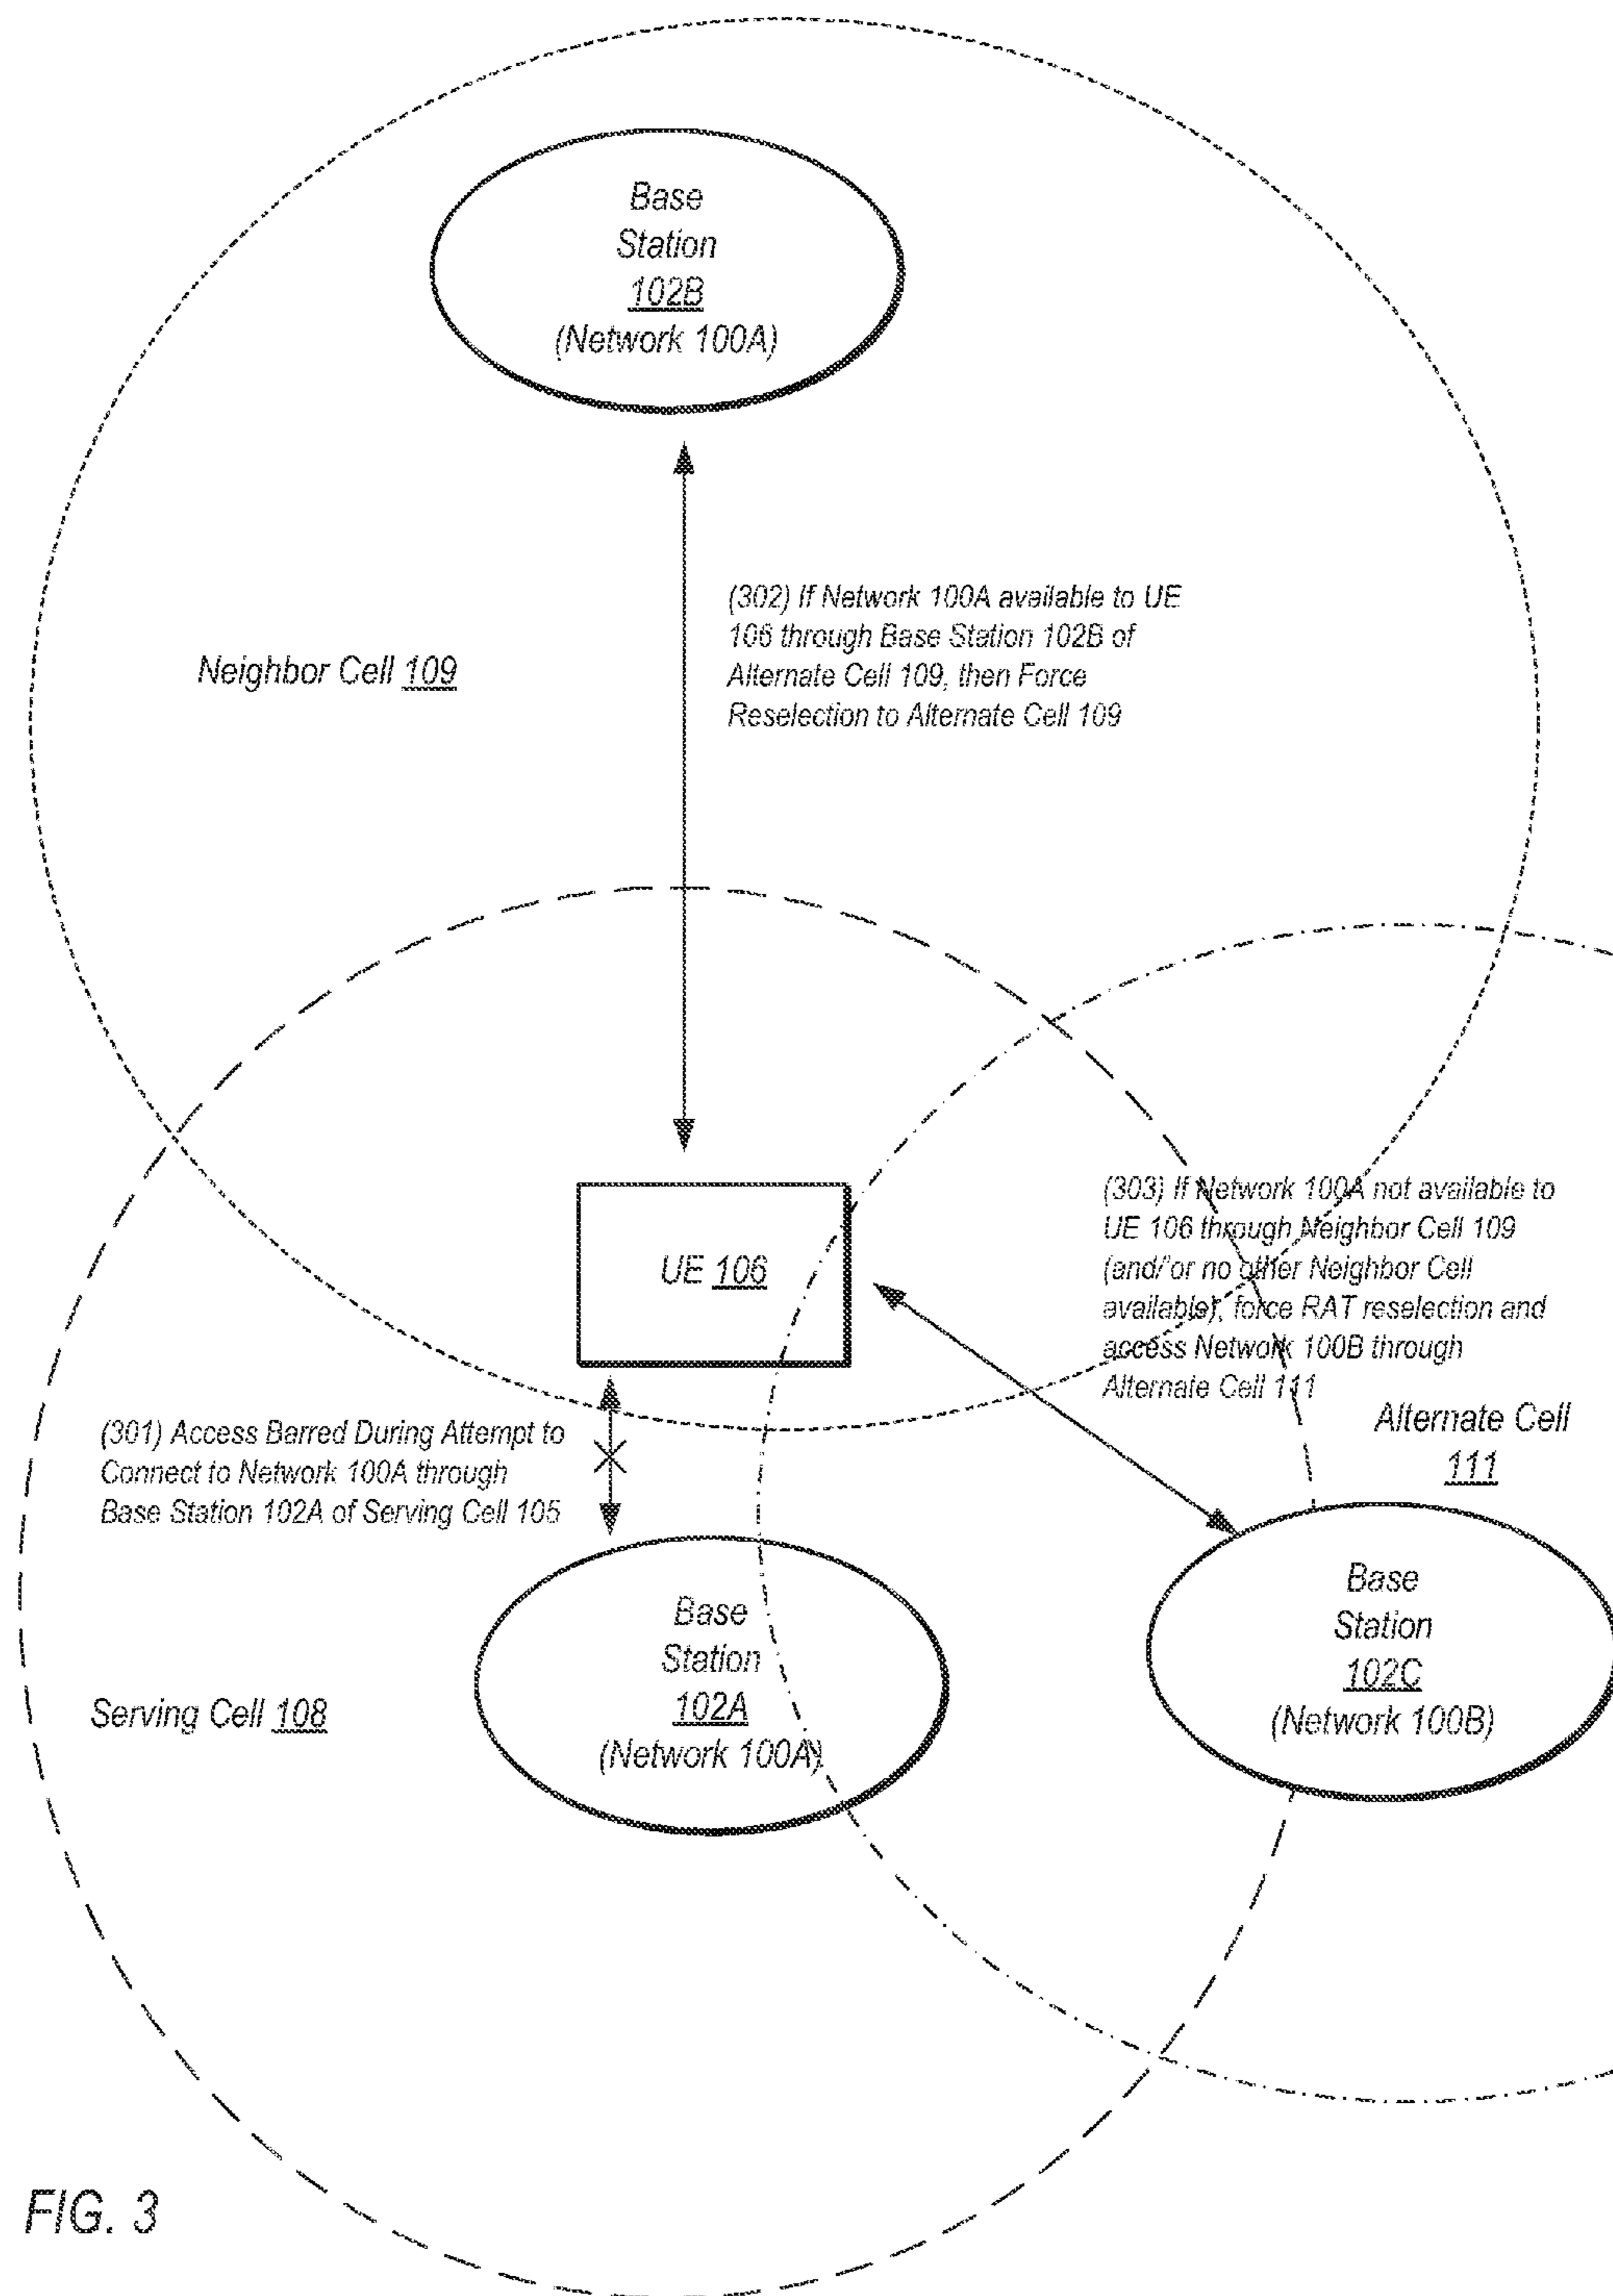 Base
Station
102B
(Network 100A)
(302) If Network 100A available to UE
106 through Base Station 102B of
Alternate Cell 109, then Force
Reselection to Alternate Cell 109
Neighbor Cell 109
UE 106
(303) If Network 100A not available to
UE 106 through Neighbor Cell 109
(and/or no other Neighbor Cell
available), force RAT reselection and
access Network 100B through
Alternate Cell 111
Alternate Cell
111
(301) Access Barred During Attempt to
Connect to Network 100A through
Base Station 102A of Serving Cell 105
Base
Station
102A
(Network 100A)
Base
Station
102C
(Network 100B)
Serving Cell 108
FIG. 3